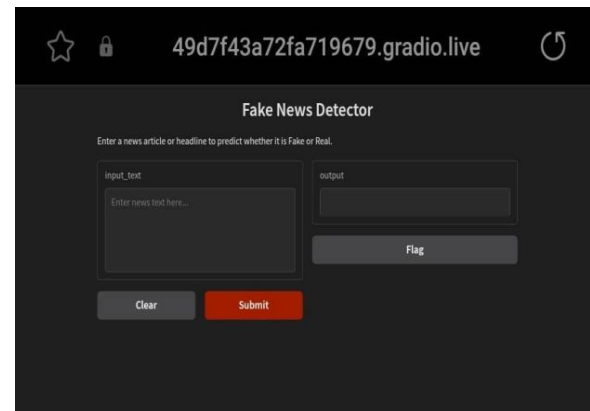 49d7f43a72fa719679.gradio.live
Fake News Detector
Enter a news article or headline to predict whether it is Fake or Real.
input_text
Enter news text here...
output
Flag
Clear
Submit